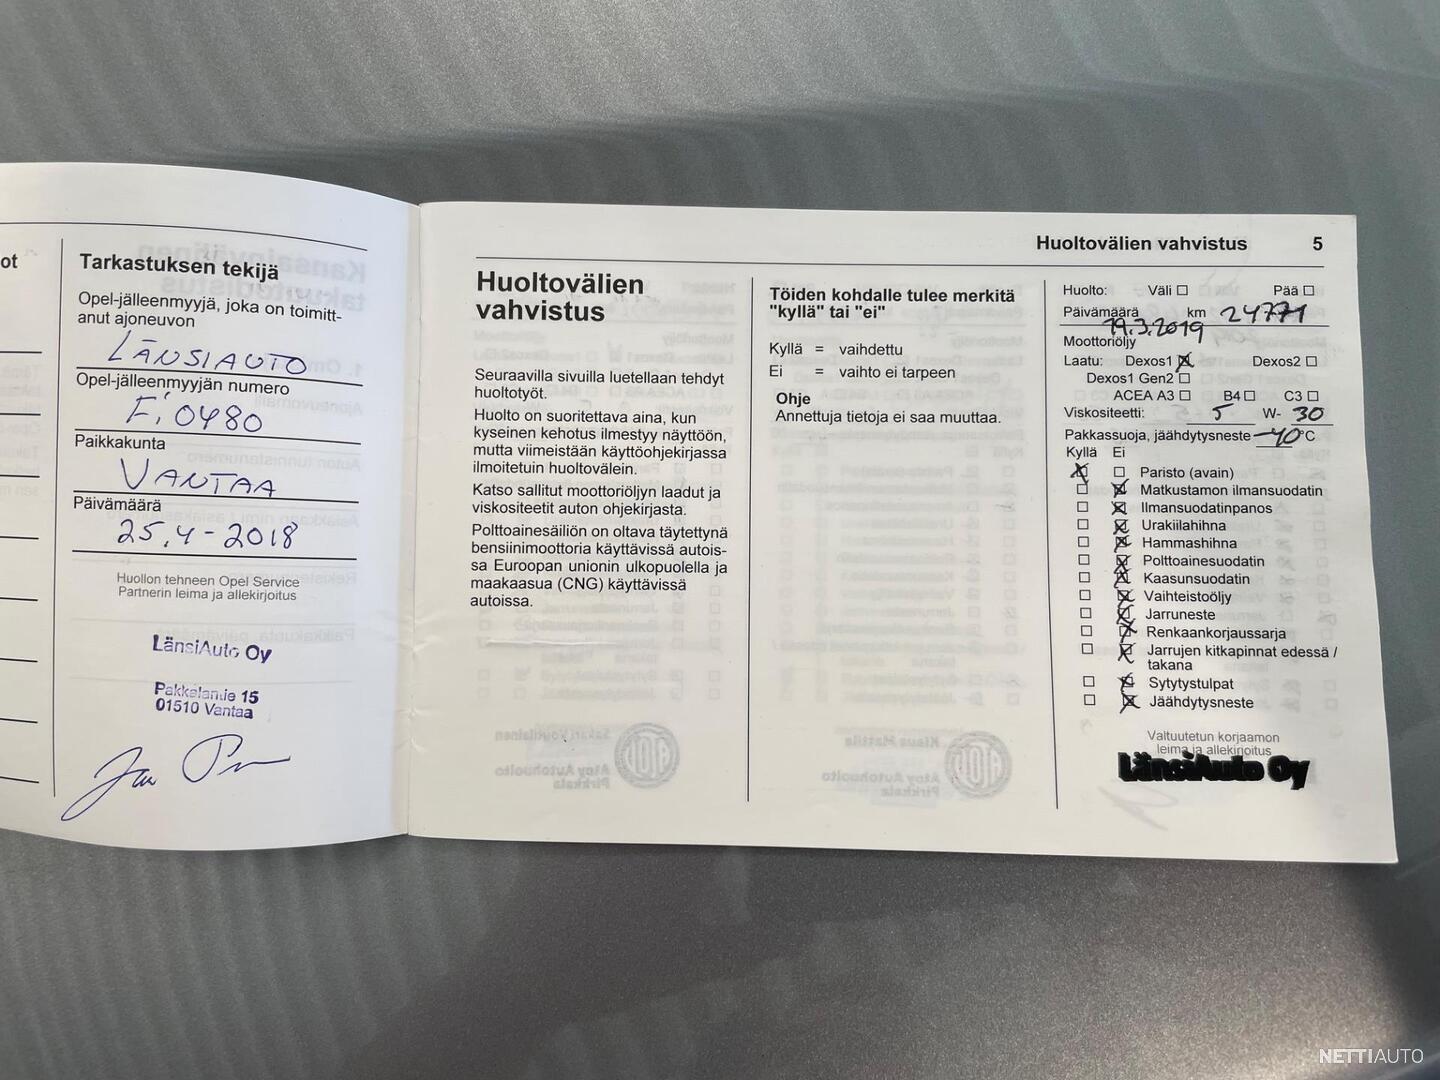 ot
Tarkastuksen tekijä
Opel-jälleenmyyjä, joka on toimitt-
anut ajoneuvon
LÄNSIAUTO
Opel-jälleenmyyjän numero
Fi0480
Paikkakunta
VANTAA
Päivämäärä
25.4-2018
Huollon tehneen Opel Service
Partnerin leima ja allekirjoitus
LänsiAuto Oy
Pakkalantie 15
01510 Vantaa
Huoltovälien vahvistus 5
Huoltovälien
vahvistus
Seuraavilla sivuilla luetellaan tehdyt
huoltotyöt.
Huolto on suoritettava aina, kun
kyseinen kehotus ilmestyy näyttöön,
mutta viimeistään käyttöohjekirjassa
ilmoitetuin huoltovälein.
Katso sallitut moottoriöljyn laadut ja
viskositeetit auton ohjekirjasta.
Polttoainesäiliön on oltava täytettynä
bensiinimoottoria käyttävissä autois-
sa Euroopan unionin ulkopuolella ja
maakaasua (CNG) käyttävissä
autoissa.
Töiden kohdalle tulee merkitä
"kyllä" tai "ei"
Kyllä = vaihdettu
Ei = vaihto ei tarpeen
Ohje
Annettuja tietoja ei saa muuttaa.
Huolto: Väli Pää
Päivämäärä km 24771
19.3.2019
Moottoriöljy
Laatu: Dexos1 Dexos2
Dexos1 Gen2
ACEA A3 B4 C3
Viskositeetti: 5 W- 30
Pakkassuoja, jäähdytysneste -40 °C
Kyllä Ei
Paristo (avain)
Matkustamon ilmansuodatin
Ilmansuodatinpanos
Urakiilahihna
Hammashihna
Polttoainesuodatin
Kaasunsuodatin
Vaihteistoöljy
Jarruneste
Renkaankorjaussarja
Jarrujen kitkapinnat edessä /
takana
Sytytystulpat
Jäähdytysneste
Valtuutetun korjaamon
leima ja allekirjoitus
LänsiAuto Oy
NETTIAUTO